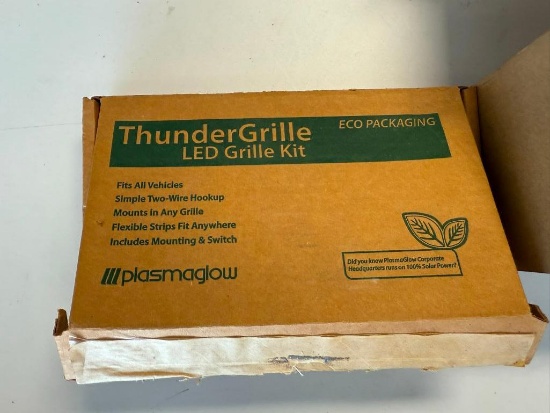 ThunderGrille
ECO PACKAGING
LED Grille Kit
Fits All Vehicles
Simple Two-Wire Hookup
Mounts in Any Grille
Flexible Strips Fit Anywhere
Includes Mounting & Switch
plasmaglow
Did you know PlasmaGlow Corporate
Headquarters runs on 100% Solar Power?